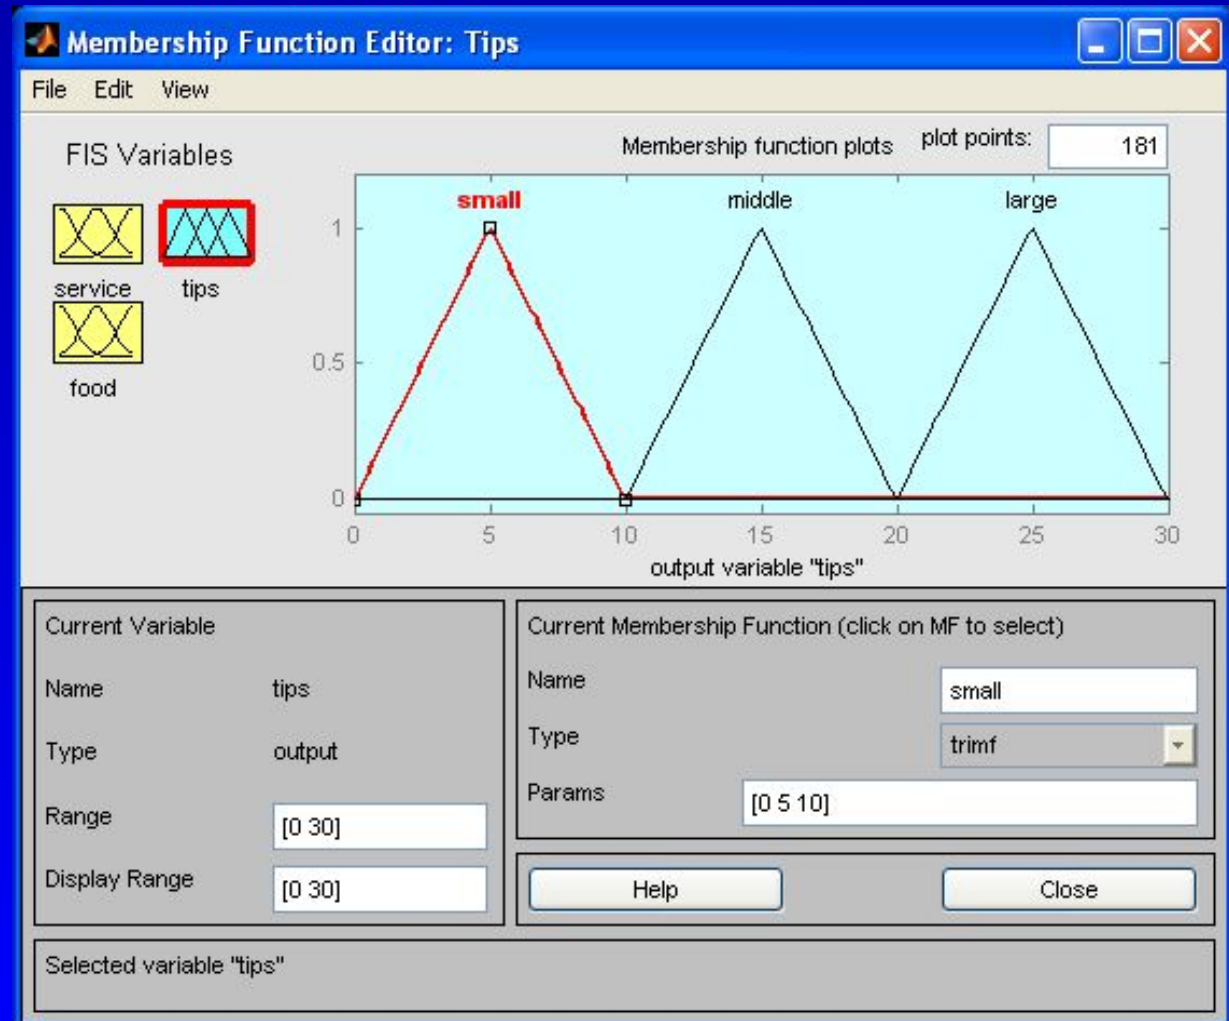 Membership Function Editor: Tips
File Edit View
FIS Variables
service tips
food
Membership function plots plot points: 181
small middle large
1
0.5
0
0 5 10 15 20 25 30
output variable "tips"
Current Variable
Name tips
Type output
Range [0 30]
Display Range [0 30]
Current Membership Function (click on MF to select)
Name small
Type trimf
Params [0 5 10]
Help Close
Selected variable "tips"